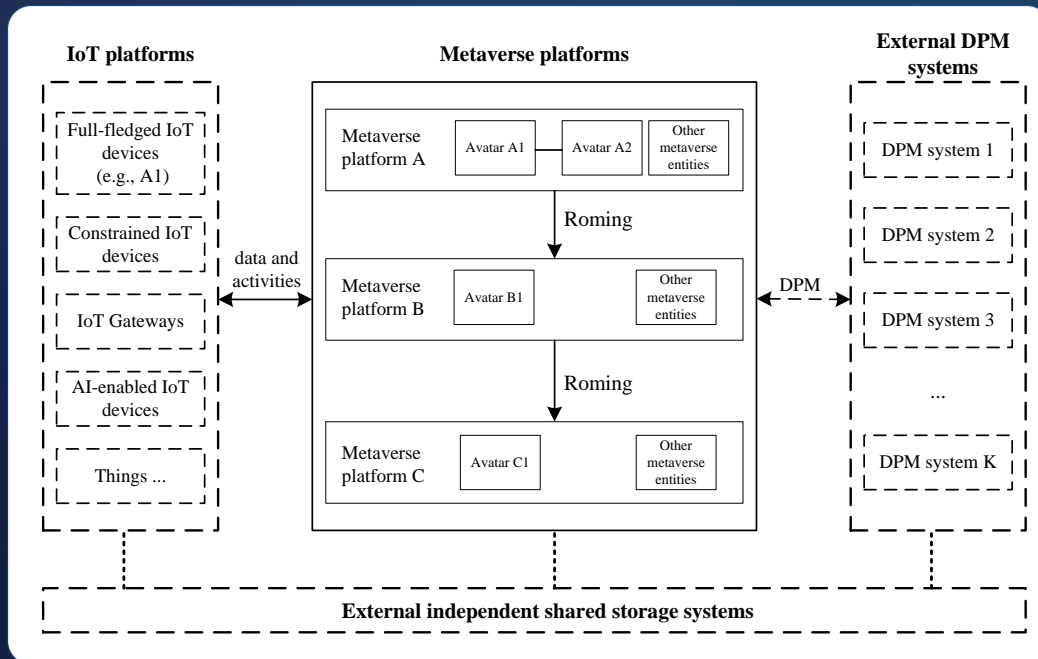 IoT platforms
Full-fledged IoT
devices
(e.g., A1)
Constrained IoT
devices
IoT Gateways
AI-enabled IoT
devices
Things ...
data and
activities
Metaverse platforms
Metaverse
platform A
Avatar A1
Avatar A2
Other
metaverse
entities
Roming
Metaverse
platform B
Avatar B1
Other
metaverse
entities
Roming
Metaverse
platform C
Avatar C1
Other
metaverse
entities
DPM
External DPM
systems
DPM system 1
DPM system 2
DPM system 3
...
DPM system K
External independent shared storage systems